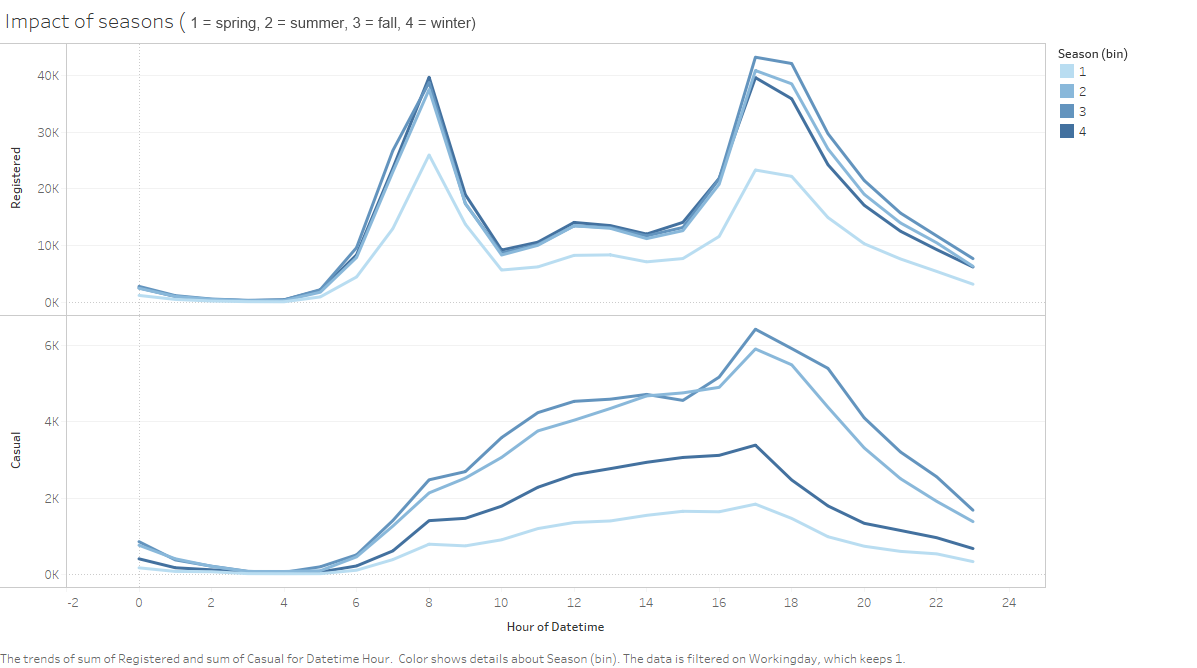 Impact of seasons ( 1 = spring, 2 = summer, 3 = fall, 4 = winter)
Season (bin)
1
2
3
4
Registered
40K
30K
20K
10K
0K
Casual
6K
4K
2K
0K
-2 0 2 4 6 8 10 12 14 16 18 20 22 24
Hour of Datetime
The trends of sum of Registered and sum of Casual for Datetime Hour. Color shows details about Season (bin). The data is filtered on Workingday, which keeps 1.